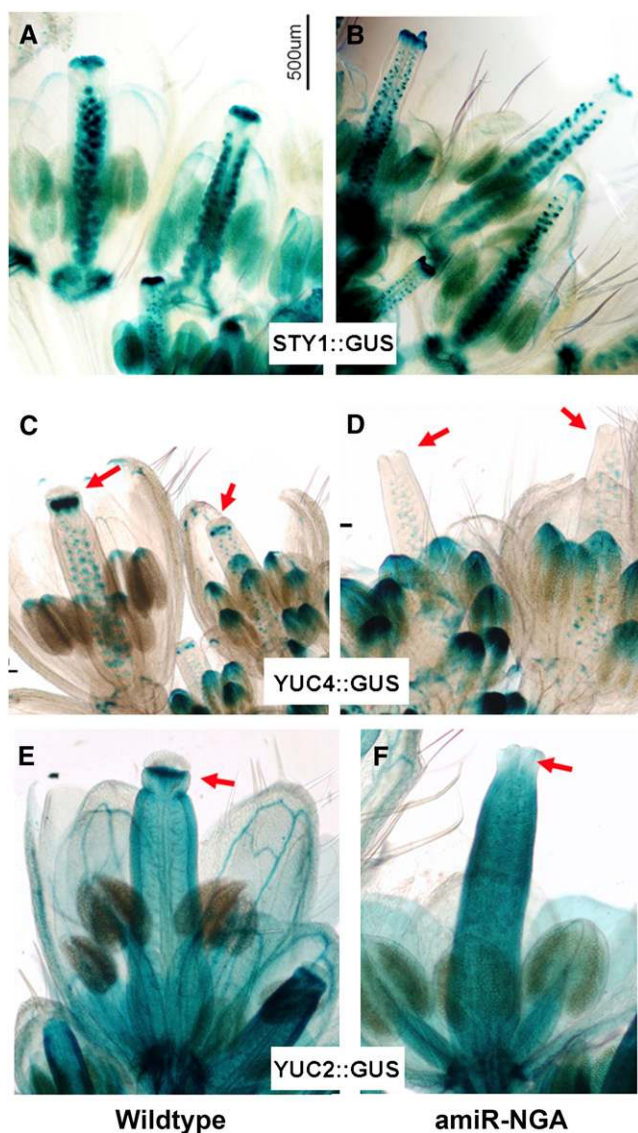 A
B
500um
STY1::GUS
C
D
YUC4::GUS
E
F
YUC2::GUS
Wildtype
amiR-NGA